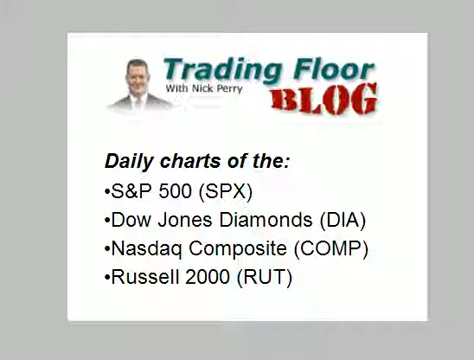 Trading Floor
With Nick Perry
BLOG
Daily charts of the:
•S&P 500 (SPX)
•Dow Jones Diamonds (DIA)
•Nasdaq Composite (COMP)
•Russell 2000 (RUT)